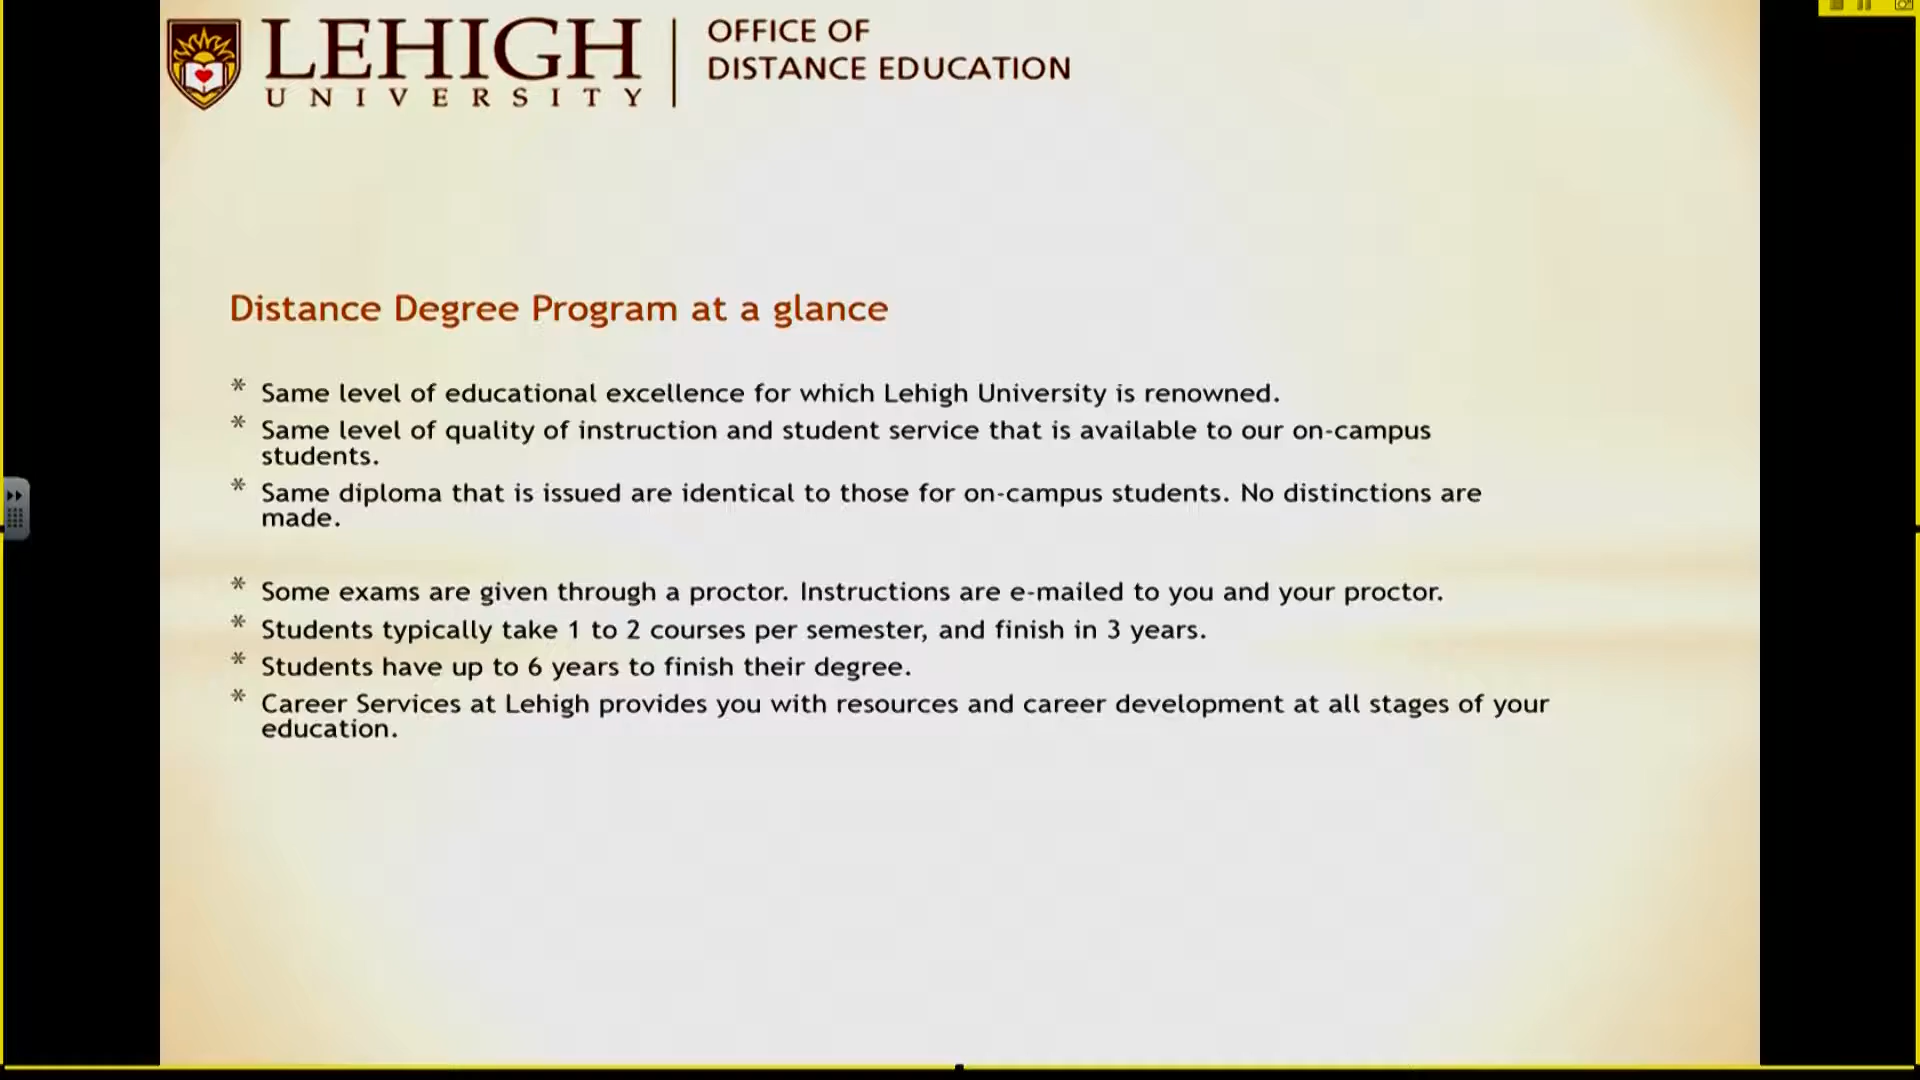 LEHIGH
UNIVERSITY
OFFICE OF
DISTANCE EDUCATION
Distance Degree Program at a glance
* Same level of educational excellence for which Lehigh University is renowned.
* Same level of quality of instruction and student service that is available to our on-campus
students.
* Same diploma that is issued are identical to those for on-campus students. No distinctions are
made.
* Some exams are given through a proctor. Instructions are e-mailed to you and your proctor.
* Students typically take 1 to 2 courses per semester, and finish in 3 years.
* Students have up to 6 years to finish their degree.
* Career Services at Lehigh provides you with resources and career development at all stages of your
education.